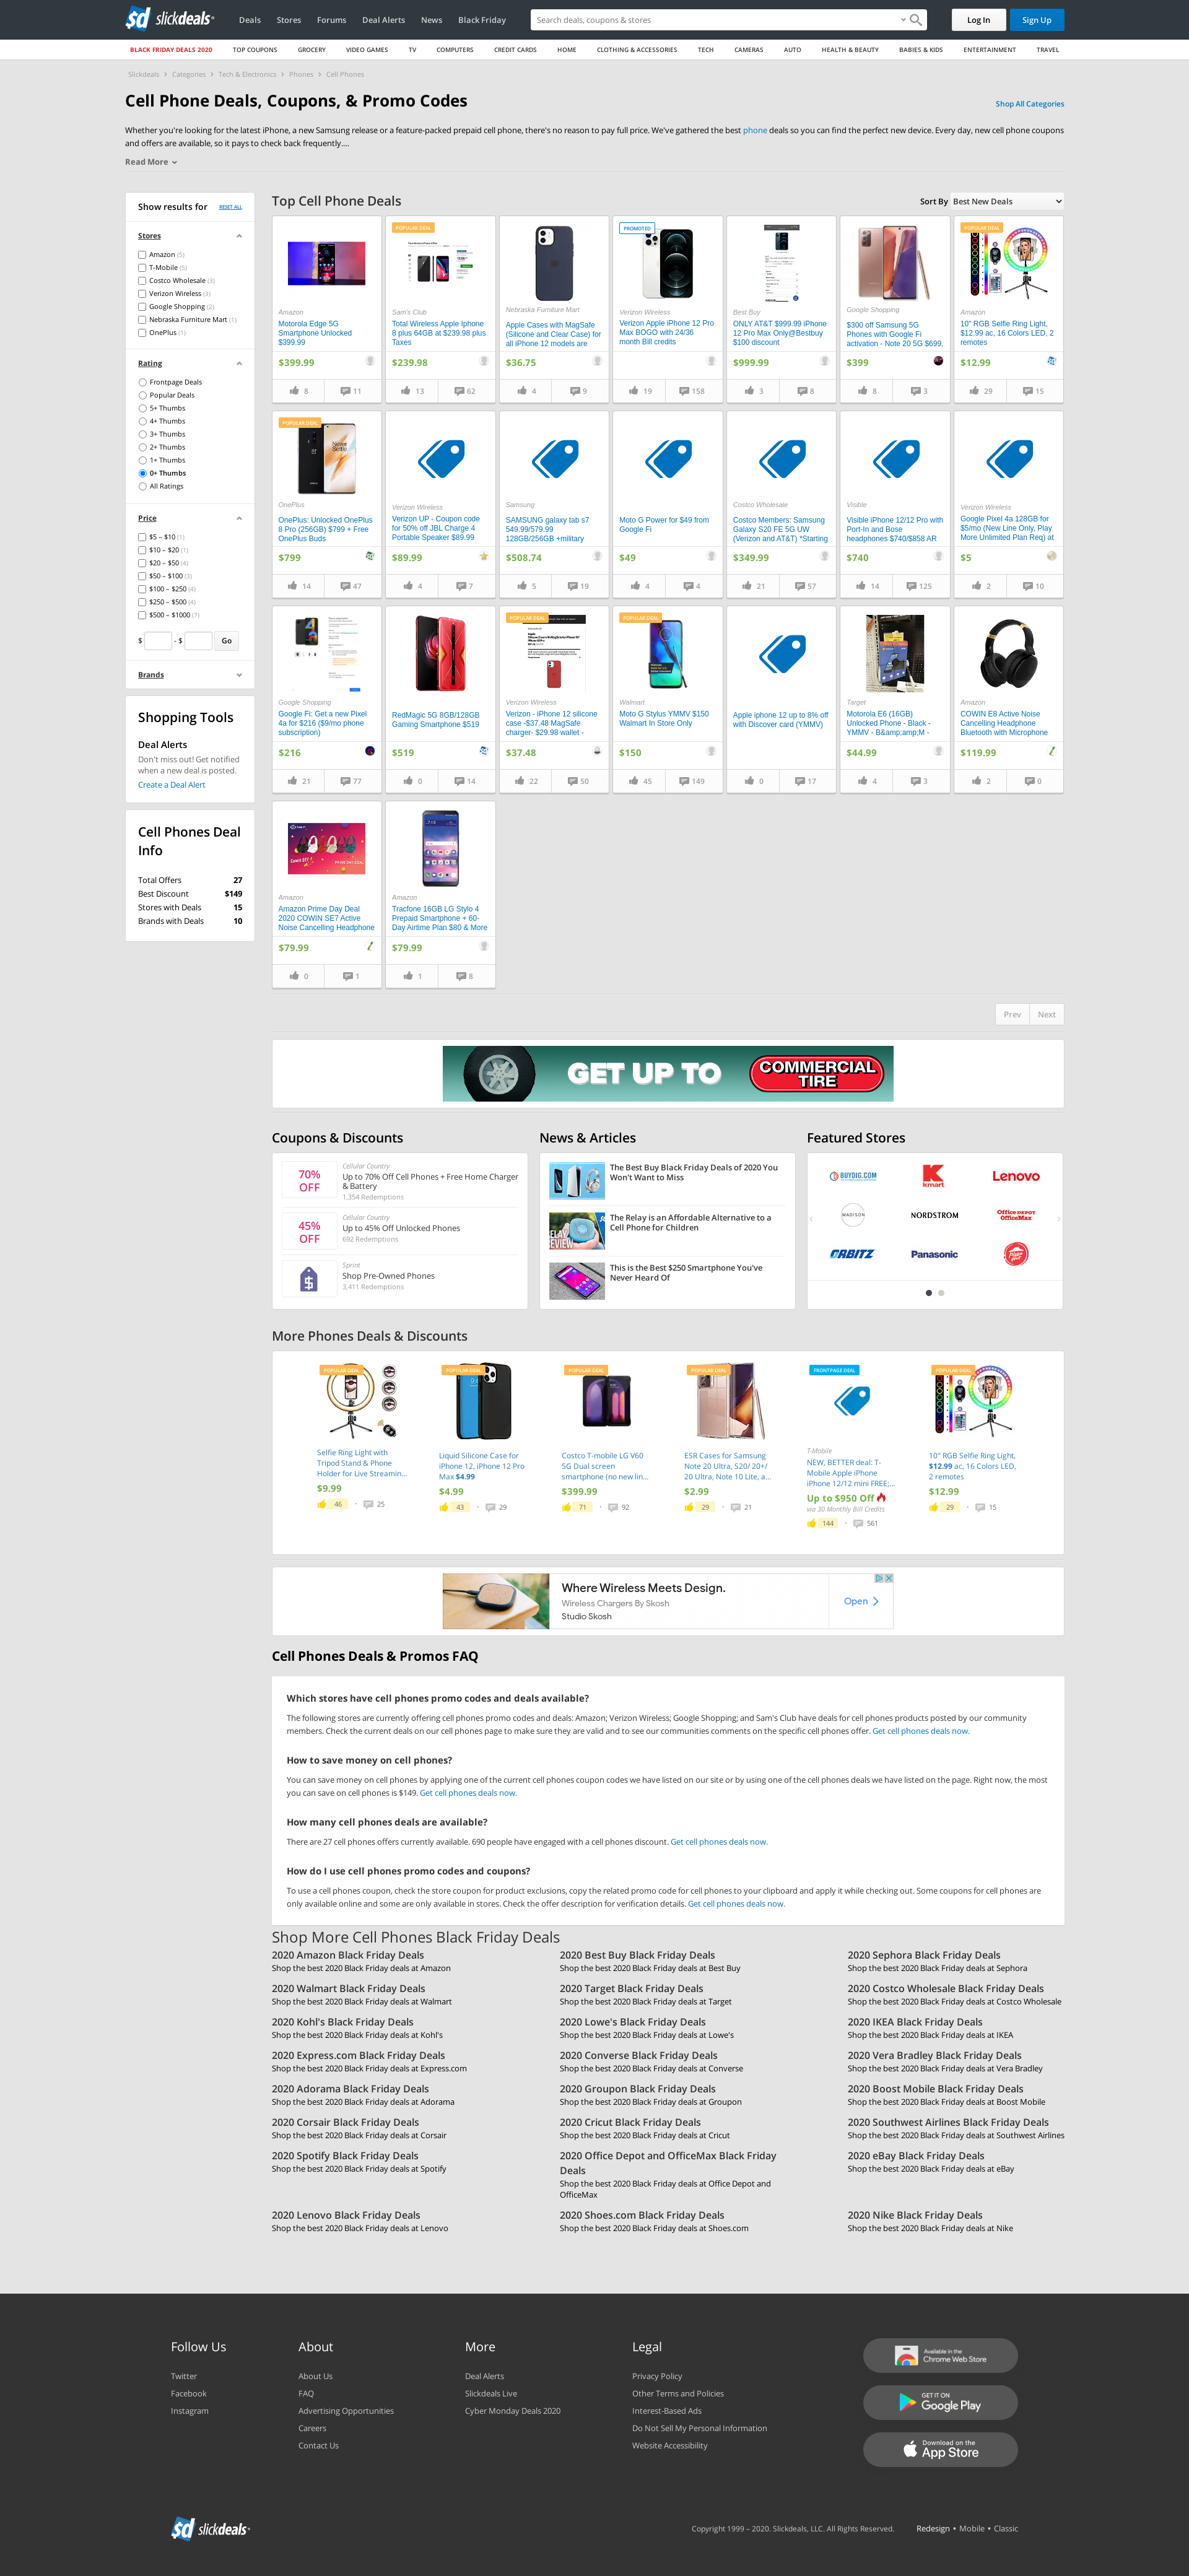 slickdeals
Deals
Stores
Forums
Deal Alerts
News
Black Friday
Search deals, coupons & stores
Log In
Sign Up
BLACK FRIDAY DEALS 2020
TOP COUPONS
GROCERY
VIDEO GAMES
TV
COMPUTERS
CREDIT CARDS
HOME
CLOTHING & ACCESSORIES
TECH
CAMERAS
AUTO
HEALTH & BEAUTY
BABIES & KIDS
ENTERTAINMENT
TRAVEL
Slickdeals > Categories > Tech & Electronics > Phones > Cell Phones
Cell Phone Deals, Coupons, & Promo Codes
Shop All Categories
Whether you're looking for the latest iPhone, a new Samsung release or a feature-packed prepaid cell phone, there's no reason to pay full price. We've gathered the best phone deals so you can find the perfect new device. Every day, new cell phone coupons
and offers are available, so it pays to check back frequently....
Read More
Show results for
RESET ALL
Stores
Amazon (5)
T-Mobile (5)
Costco Wholesale (3)
Verizon Wireless (3)
Google Shopping (2)
Nebraska Furniture Mart (1)
OnePlus (1)
Rating
Frontpage Deals
Popular Deals
5+ Thumbs
4+ Thumbs
3+ Thumbs
2+ Thumbs
1+ Thumbs
0+ Thumbs
All Ratings
Price
$5 – $10 (1)
$10 – $20 (1)
$20 – $50 (4)
$50 – $100 (3)
$100 – $250 (4)
$250 – $500 (4)
$500 – $1000 (7)
$ - $ Go
Brands
Shopping Tools
Deal Alerts
Don't miss out! Get notified
when a new deal is posted.
Create a Deal Alert
Cell Phones Deal
Info
Total Offers 27
Best Discount $149
Stores with Deals 15
Brands with Deals 10
Top Cell Phone Deals
Sort By Best New Deals
Amazon
Motorola Edge 5G
Smartphone Unlocked
$399.99
$399.99
8 11
POPULAR DEAL
Sam's Club
Total Wireless Apple Iphone
8 plus 64GB at $239.98 plus
Taxes
$239.98
13 62
Nebraska Furniture Mart
Apple Cases with MagSafe
(Silicone and Clear Case) for
all iPhone 12 models are
$36.75
4 9
PROMOTED
Verizon Wireless
Verizon Apple iPhone 12 Pro
Max BOGO with 24/36
month Bill credits
19 158
Best Buy
ONLY AT&T $999.99 iPhone
12 Pro Max Only@Bestbuy
$100 discount
$999.99
3 8
Google Shopping
$300 off Samsung 5G
Phones with Google Fi
activation - Note 20 5G $699,
$399
8 3
POPULAR DEAL
Amazon
10" RGB Selfie Ring Light,
$12.99 ac, 16 Colors LED, 2
remotes
$12.99
29 15
POPULAR DEAL
OnePlus
OnePlus: Unlocked OnePlus
8 Pro (256GB) $799 + Free
OnePlus Buds
$799
14 47
Verizon Wireless
Verizon UP - Coupon code
for 50% off JBL Charge 4
Portable Speaker $89.99
$89.99
4 7
Samsung
SAMSUNG galaxy tab s7
549.99/579.99
128GB/256GB +military
$508.74
5 19
Moto G Power for $49 from
Google Fi
$49
4 4
Costco Wholesale
Costco Members: Samsung
Galaxy S20 FE 5G UW
(Verizon and AT&T) *Starting
$349.99
21 57
Visible
Visible iPhone 12/12 Pro with
Port-In and Bose
headphones $740/$858 AR
$740
14 125
Verizon Wireless
Google Pixel 4a 128GB for
$5/mo (New Line Only, Play
More Unlimited Plan Req) at
$5
2 10
Google Shopping
Google Fi: Get a new Pixel
4a for $216 ($9/mo phone
subscription)
$216
21 77
RedMagic 5G 8GB/128GB
Gaming Smartphone $519
$519
0 14
POPULAR DEAL
Verizon Wireless
Verizon - iPhone 12 silicone
case -$37.48 MagSafe
charger- $29.98 wallet -
$37.48
22 50
POPULAR DEAL
Walmart
Moto G Stylus YMMV $150
Walmart In Store Only
$150
45 149
Apple iphone 12 up to 8% off
with Discover card (YMMV)
0 17
Target
Motorola E6 (16GB)
Unlocked Phone - Black -
YMMV - B&amp;amp;M -
$44.99
4 3
Amazon
COWIN E8 Active Noise
Cancelling Headphone
Bluetooth with Microphone
$119.99
2 0
Amazon
Amazon Prime Day Deal
2020 COWIN SE7 Active
Noise Cancelling Headphone
$79.99
0 1
Amazon
Tracfone 16GB LG Stylo 4
Prepaid Smartphone + 60-
Day Airtime Plan $80 & More
$79.99
1 8
Prev Next
GET UP TO
COMMERCIAL
TIRE
Coupons & Discounts
70%
OFF
Cellular Country
Up to 70% Off Cell Phones + Free Home Charger
& Battery
1,354 Redemptions
45%
OFF
Cellular Country
Up to 45% Off Unlocked Phones
692 Redemptions
Sprint
Shop Pre-Owned Phones
3,411 Redemptions
News & Articles
The Best Buy Black Friday Deals of 2020 You
Won't Want to Miss
The Relay is an Affordable Alternative to a
Cell Phone for Children
This is the Best $250 Smartphone You've
Never Heard Of
Featured Stores
BUYDIG.COM
kmart
Lenovo
MADISON
NORDSTROM
Office DEPOT
OfficeMax
ORBITZ
Panasonic
More Phones Deals & Discounts
POPULAR DEAL
Selfie Ring Light with
Tripod Stand & Phone
Holder for Live Streamin...
$9.99
46 • 25
POPULAR DEAL
Liquid Silicone Case for
iPhone 12, iPhone 12 Pro
Max $4.99
$4.99
43 • 29
POPULAR DEAL
Costco T-mobile LG V60
5G Dual screen
smartphone (no new lin...
$399.99
71 • 92
POPULAR DEAL
ESR Cases for Samsung
Note 20 Ultra, S20/ 20+/
20 Ultra, Note 10 Lite, a...
$2.99
29 • 21
FRONTPAGE DEAL
T-Mobile
NEW, BETTER deal: T-
Mobile Apple iPhone
iPhone 12/12 mini FREE;...
Up to $950 Off
via 30 Monthly Bill Credits
144 • 561
POPULAR DEAL
10" RGB Selfie Ring Light,
$12.99 ac, 16 Colors LED,
2 remotes
$12.99
29 • 15
Where Wireless Meets Design.
Wireless Chargers By Skosh
Studio Skosh
Open
Cell Phones Deals & Promos FAQ
Which stores have cell phones promo codes and deals available?
The following stores are currently offering cell phones promo codes and deals: Amazon; Verizon Wireless; Google Shopping; and Sam's Club have deals for cell phones products posted by our community
members. Check the current deals on our cell phones page to make sure they are valid and to see our communities comments on the specific cell phones offer. Get cell phones deals now.
How to save money on cell phones?
You can save money on cell phones by applying one of the current cell phones coupon codes we have listed on our site or by using one of the cell phones deals we have listed on the page. Right now, the most
you can save on cell phones is $149. Get cell phones deals now.
How many cell phones deals are available?
There are 27 cell phones offers currently available. 690 people have engaged with a cell phones discount. Get cell phones deals now.
How do I use cell phones promo codes and coupons?
To use a cell phones coupon, check the store coupon for product exclusions, copy the related promo code for cell phones to your clipboard and apply it while checking out. Some coupons for cell phones are
only available online and some are only available in stores. Check the offer description for verification details. Get cell phones deals now.
Shop More Cell Phones Black Friday Deals
2020 Amazon Black Friday Deals
Shop the best 2020 Black Friday deals at Amazon
2020 Best Buy Black Friday Deals
Shop the best 2020 Black Friday deals at Best Buy
2020 Sephora Black Friday Deals
Shop the best 2020 Black Friday deals at Sephora
2020 Walmart Black Friday Deals
Shop the best 2020 Black Friday deals at Walmart
2020 Target Black Friday Deals
Shop the best 2020 Black Friday deals at Target
2020 Costco Wholesale Black Friday Deals
Shop the best 2020 Black Friday deals at Costco Wholesale
2020 Kohl's Black Friday Deals
Shop the best 2020 Black Friday deals at Kohl's
2020 Lowe's Black Friday Deals
Shop the best 2020 Black Friday deals at Lowe's
2020 IKEA Black Friday Deals
Shop the best 2020 Black Friday deals at IKEA
2020 Express.com Black Friday Deals
Shop the best 2020 Black Friday deals at Express.com
2020 Converse Black Friday Deals
Shop the best 2020 Black Friday deals at Converse
2020 Vera Bradley Black Friday Deals
Shop the best 2020 Black Friday deals at Vera Bradley
2020 Adorama Black Friday Deals
Shop the best 2020 Black Friday deals at Adorama
2020 Groupon Black Friday Deals
Shop the best 2020 Black Friday deals at Groupon
2020 Boost Mobile Black Friday Deals
Shop the best 2020 Black Friday deals at Boost Mobile
2020 Corsair Black Friday Deals
Shop the best 2020 Black Friday deals at Corsair
2020 Cricut Black Friday Deals
Shop the best 2020 Black Friday deals at Cricut
2020 Southwest Airlines Black Friday Deals
Shop the best 2020 Black Friday deals at Southwest Airlines
2020 Spotify Black Friday Deals
Shop the best 2020 Black Friday deals at Spotify
2020 Office Depot and OfficeMax Black Friday
Deals
Shop the best 2020 Black Friday deals at Office Depot and
OfficeMax
2020 eBay Black Friday Deals
Shop the best 2020 Black Friday deals at eBay
2020 Lenovo Black Friday Deals
Shop the best 2020 Black Friday deals at Lenovo
2020 Shoes.com Black Friday Deals
Shop the best 2020 Black Friday deals at Shoes.com
2020 Nike Black Friday Deals
Shop the best 2020 Black Friday deals at Nike
Follow Us
Twitter
Facebook
Instagram
About
About Us
FAQ
Advertising Opportunities
Careers
Contact Us
More
Deal Alerts
Slickdeals Live
Cyber Monday Deals 2020
Legal
Privacy Policy
Other Terms and Policies
Interest-Based Ads
Do Not Sell My Personal Information
Website Accessibility
Available in the
Chrome Web Store
GET IT ON
Google Play
Download on the
App Store
slickdeals
Copyright 1999 – 2020. Slickdeals, LLC. All Rights Reserved.
Redesign • Mobile • Classic